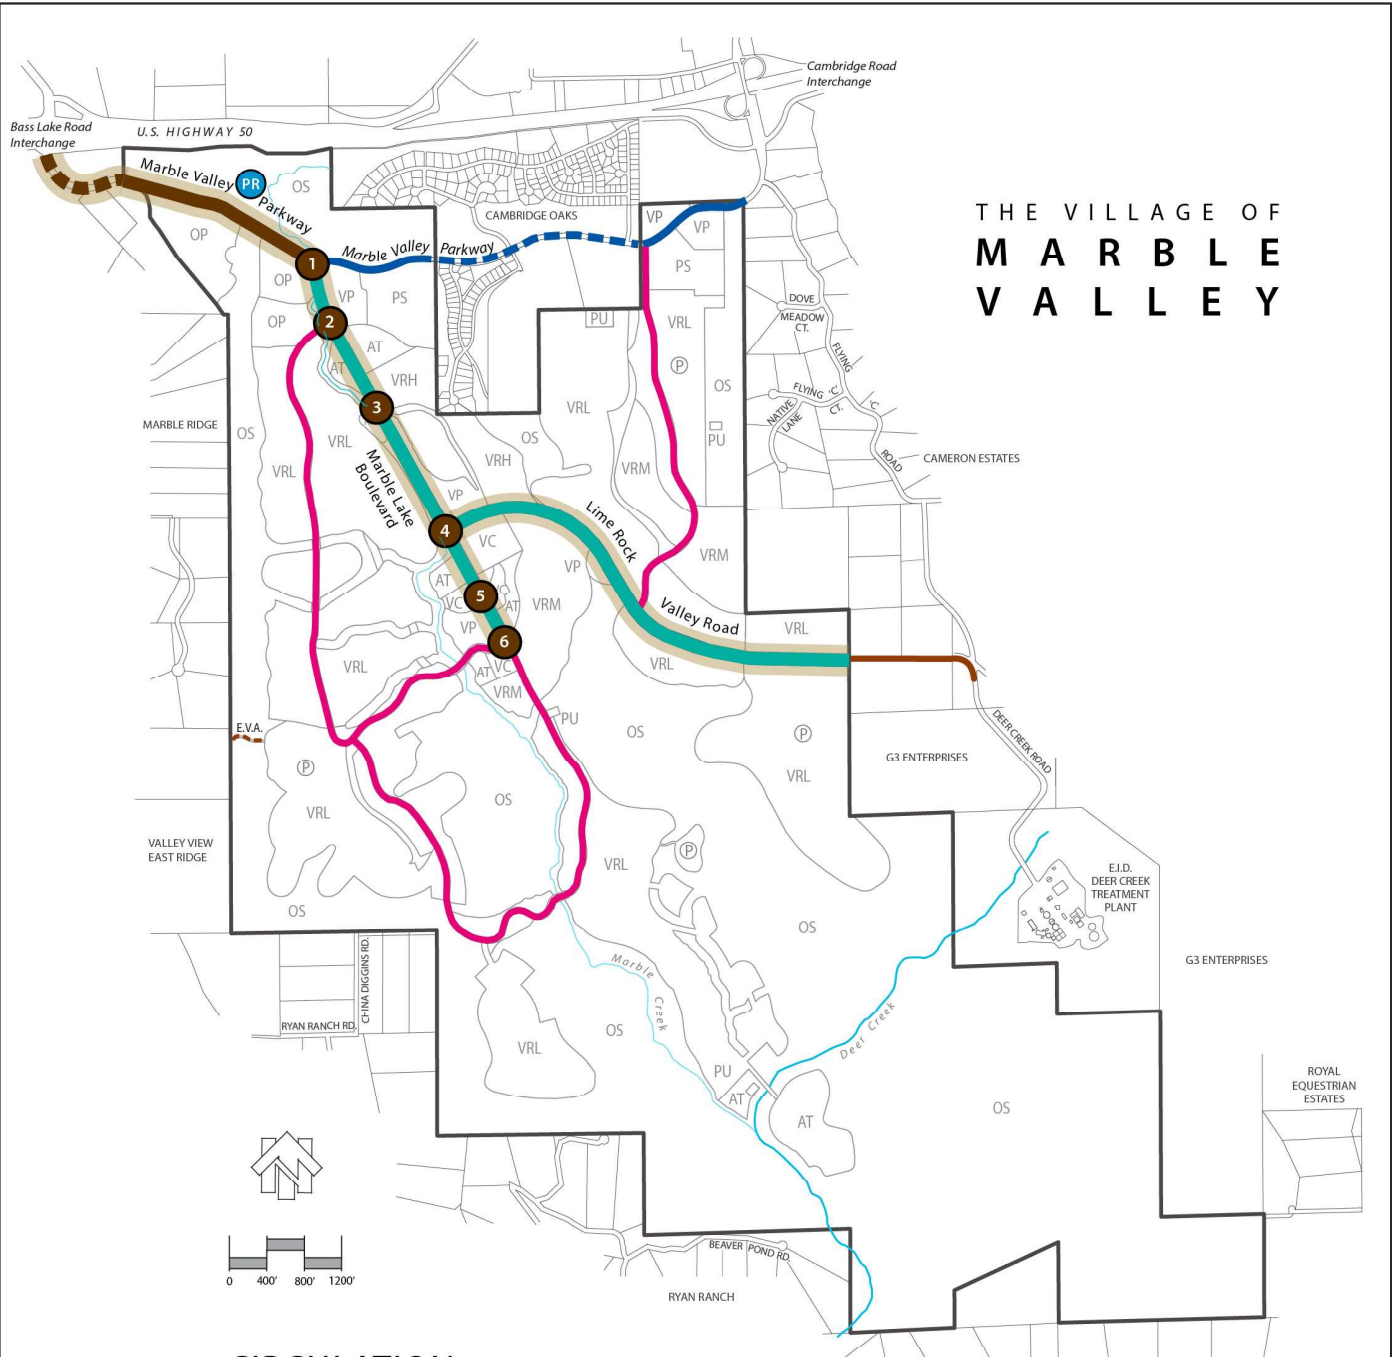 Cambridge Road
Interchange
Bass Lake Road
Interchange
U.S. HIGHWAY 50
Marble Valley
Parkway
PR
OS
THE VILLAGE OF
MARBLE
VALLEY
CAMBRIDGE OAKS
VP
VP
OP
Marble Valley Parkway
1
PS
OP
VP
PS
DOVE
MEADOW
CT.
OP
2
PU
VRL
AT
FLYING
AT
P
VRH
OS
FLYING
'C'
CT.
'C'
3
VRL
NATIVE
LANE
MARBLE RIDGE
OS
VRL
OS
PU
ROAD
CAMERON ESTATES
VRL
VRH
VRM
Marble Lake
Boulevard
VP
4
Lime Rock
VC
VRM
VP
AT
5
VC
VC
AT
VRM
Valley Road
VP
VRL
6
VRL
VC
AT
VRL
VRM
PU
E.V.A.
OS
P
DEER CREEK ROAD
G3 ENTERPRISES
P
VRL
OS
VRL
VALLEY VIEW
EAST RIDGE
P
VRL
E.I.D.
DEER CREEK
TREATMENT
PLANT
OS
OS
G3 ENTERPRISES
CHINA DIGGINS RD.
Marble
Creek
RYAN RANCH RD.
OS
Deer Creek
VRL
PU
ROYAL
EQUESTRIAN
ESTATES
AT
OS
AT
BEAVER POND RD.
0 400' 800' 1200'
RYAN RANCH
CIRCULATION